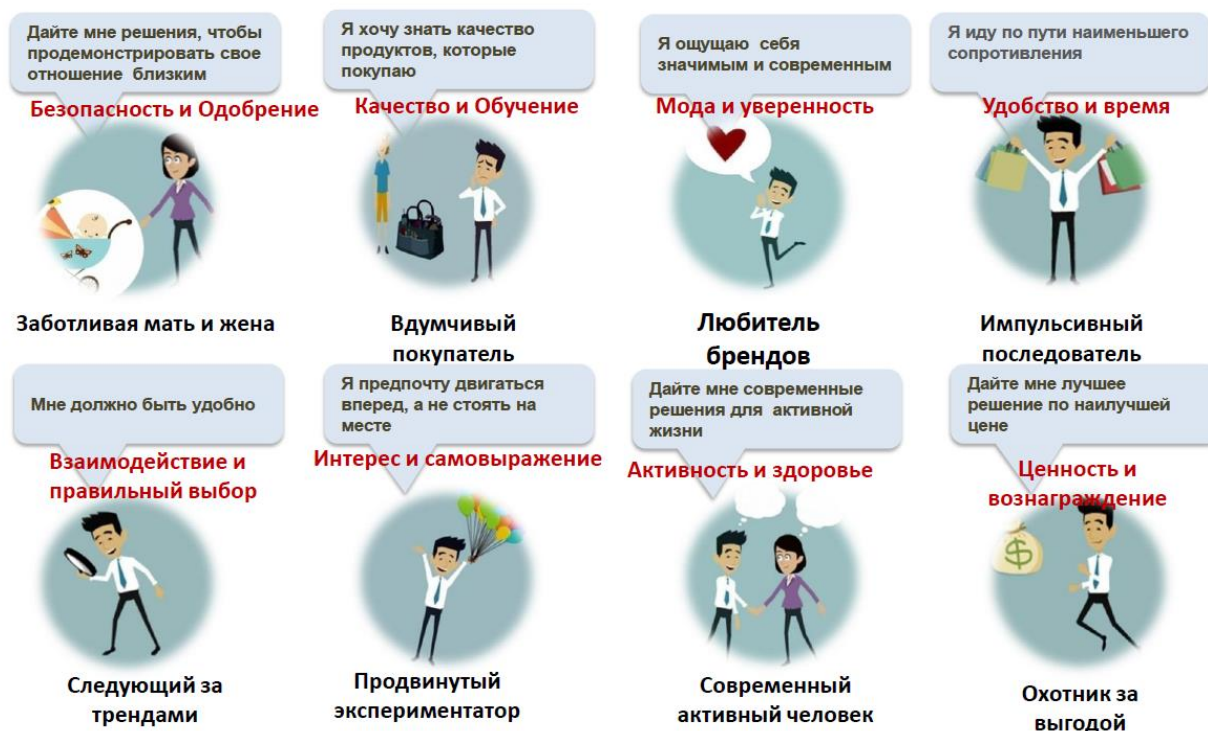 Дайте мне решения, чтобы
продемонстрировать свое
отношение близким
Безопасность и Одобрение
Заботливая мать и жена
Я хочу знать качество
продуктов, которые
покупаю
Качество и Обучение
Вдумчивый
покупатель
Я ощущаю себя
значимым и современным
Мода и уверенность
Любитель
брендов
Я иду по пути наименьшего
сопротивления
Удобство и время
Импульсивный
последователь
Мне должно быть удобно
Взаимодействие и
правильный выбор
Следующий за
трендами
Я предпочту двигаться
вперед, а не стоять на
месте
Интерес и самовыражение
Продвинутый
экспериментатор
Дайте мне современные
решения для активной
жизни
Активность и здоровье
Современный
активный человек
Дайте мне лучшее
решение по наилучшей
цене
Ценность и
вознаграждение
$
Охотник за
выгодой